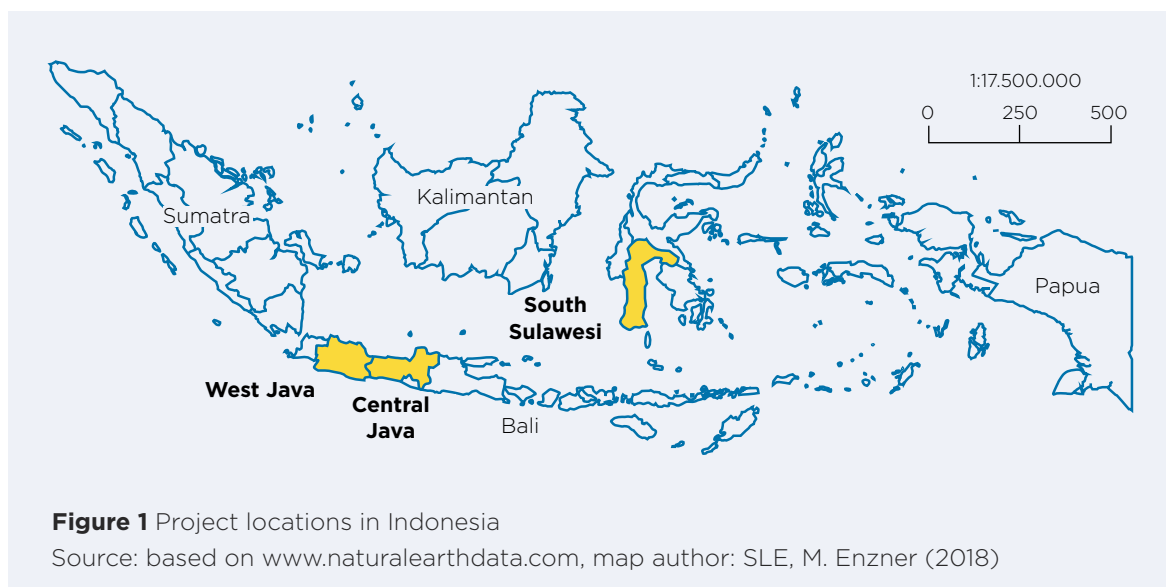 1:17.500.000
0 250 500
Kalimantan
Sumatra
Papua
South
Sulawesi
West Java
Central
Java
Bali
Figure 1 Project locations in Indonesia
Source: based on www.naturalearthdata.com, map author: SLE, M. Enzner (2018)